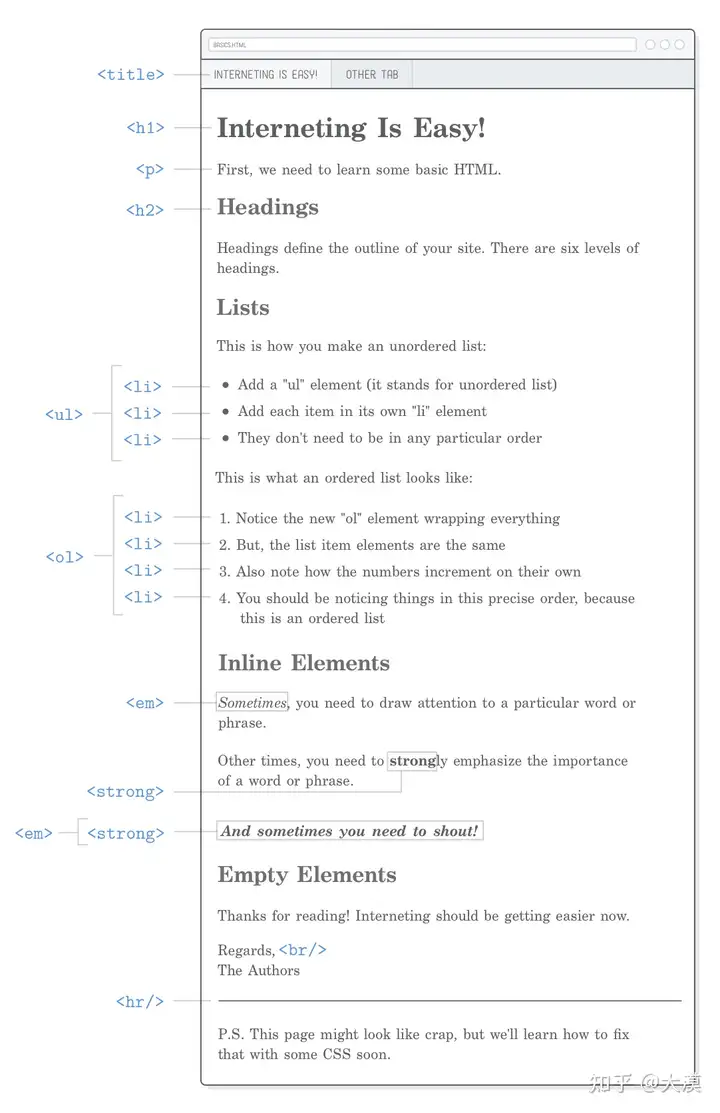 BASICS.HTML
<title> INTERNETING IS EASY! OTHER TAB
<h1> Interneting Is Easy!
<p> First, we need to learn some basic HTML.
<h2> Headings
Headings define the outline of your site. There are six levels of
headings.
Lists
This is how you make an unordered list:
<ul>
<li> • Add a "ul" element (it stands for unordered list)
<li> • Add each item in its own "li" element
<li> • They don't need to be in any particular order
This is what an ordered list looks like:
<ol>
<li> 1. Notice the new "ol" element wrapping everything
<li> 2. But, the list item elements are the same
<li> 3. Also note how the numbers increment on their own
<li> 4. You should be noticing things in this precise order, because
this is an ordered list
Inline Elements
<em> Sometimes, you need to draw attention to a particular word or
phrase.
Other times, you need to strongly emphasize the importance
of a word or phrase.
<strong>
<em> <strong> And sometimes you need to shout!
Empty Elements
Thanks for reading! Interneting should be getting easier now.
Regards, <br/>
The Authors
<hr/>
P.S. This page might look like crap, but we'll learn how to fix
that with some CSS soon.
知乎 @大漠